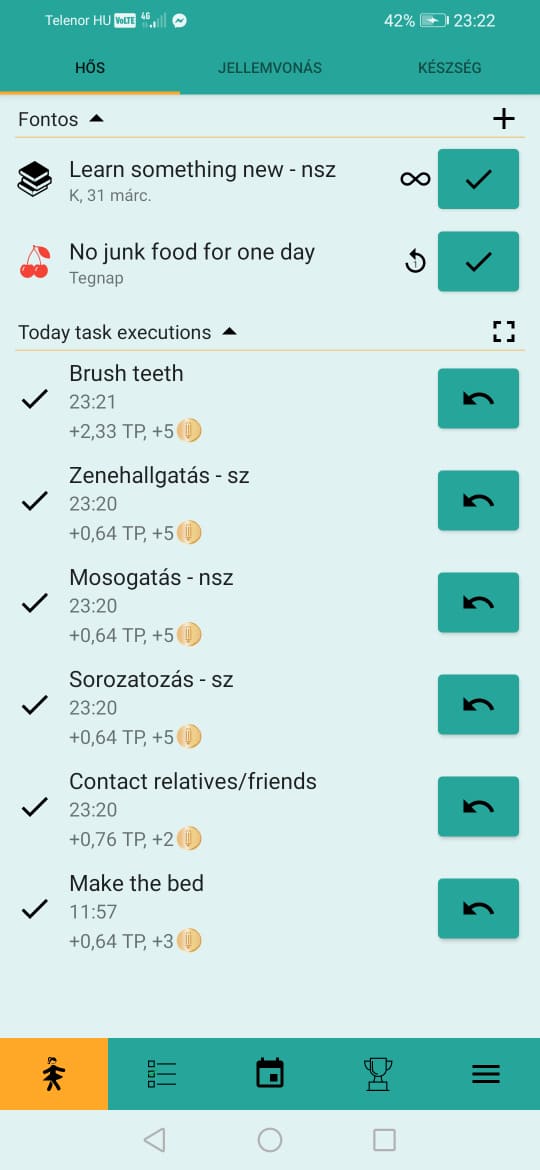 Telenor HU VoLTE 4G 42% 23:22
HŐS JELLEMVONÁS KÉSZSÉG
Fontos
Learn something new - nsz
K, 31 márc.
No junk food for one day
1
Tegnap
Today task executions
Brush teeth
23:21
+2,33 TP, +5
Zenehallgatás - sz
23:20
+0,64 TP, +5
Mosogatás - nsz
23:20
+0,64 TP, +5
Sorozatozás - sz
23:20
+0,64 TP, +5
Contact relatives/friends
23:20
+0,76 TP, +2
Make the bed
11:57
+0,64 TP, +3